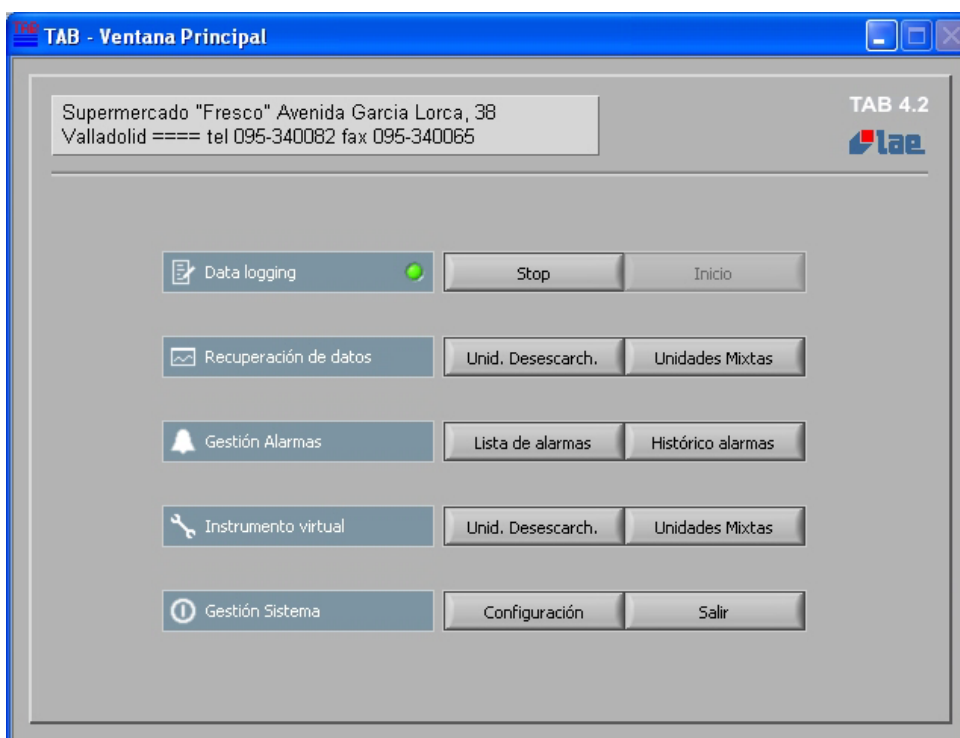 TAB TAB - Ventana Principal
Supermercado "Fresco" Avenida Garcia Lorca, 38
Valladolid ==== tel 095-340082 fax 095-340065
TAB 4.2
lae
Data logging Stop Inicio
Recuperación de datos Unid. Desescarch. Unidades Mixtas
Gestión Alarmas Lista de alarmas Histórico alarmas
Instrumento virtual Unid. Desescarch. Unidades Mixtas
Gestión Sistema Configuración Salir